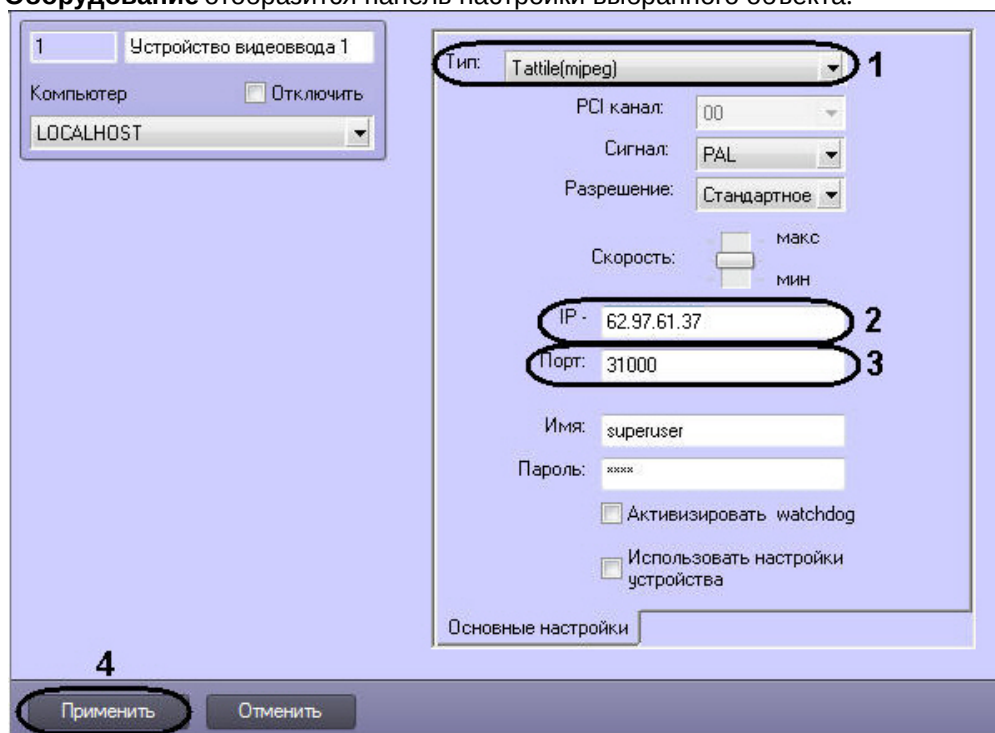 Оборудование отобразится панель настройки выбранного объекта.
1 Устройство видеоввода 1
Компьютер Отключить
LOCALHOST
Тип: Tattile(mjpeg) 1
PCI канал: 00
Сигнал: PAL
Разрешение: Стандартное
макс
Скорость:
мин
IP - 62.97.61.37 2
Порт: 31000 3
Имя: superuser
Пароль: ****
Активизировать watchdog
Использовать настройки
устройства
Основные настройки
4
Применить Отменить